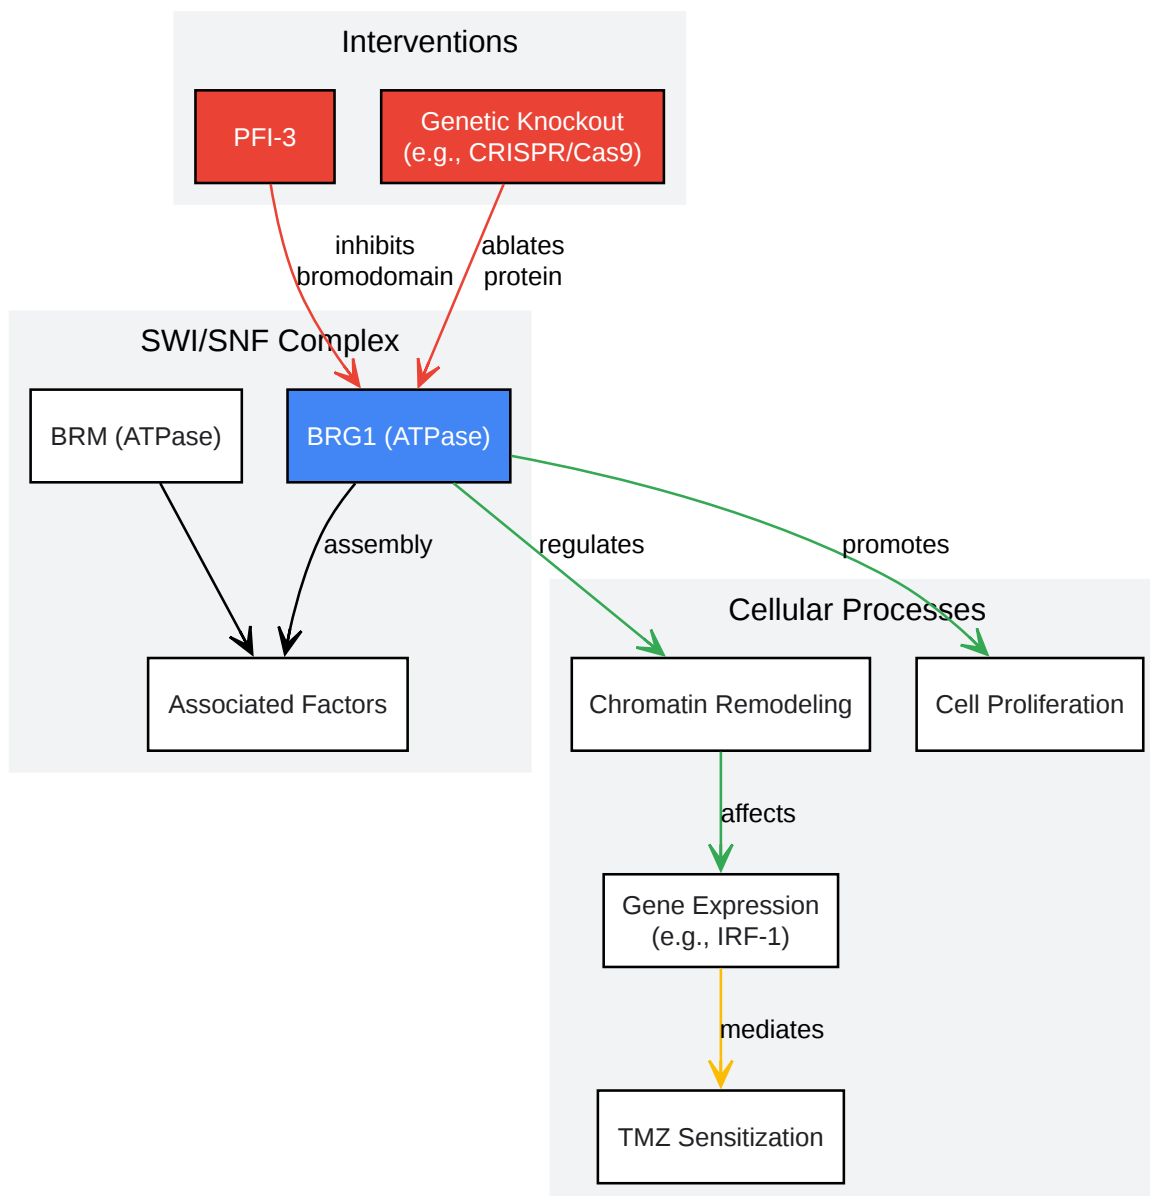 Interventions
PFI-3
Genetic Knockout
(e.g., CRISPR/Cas9)
inhibits
bromodomain
ablates
protein
SWI/SNF Complex
BRM (ATPase)
BRG1 (ATPase)
assembly
regulates
promotes
Associated Factors
Cellular Processes
Chromatin Remodeling
Cell Proliferation
affects
Gene Expression
(e.g., IRF-1)
mediates
TMZ Sensitization